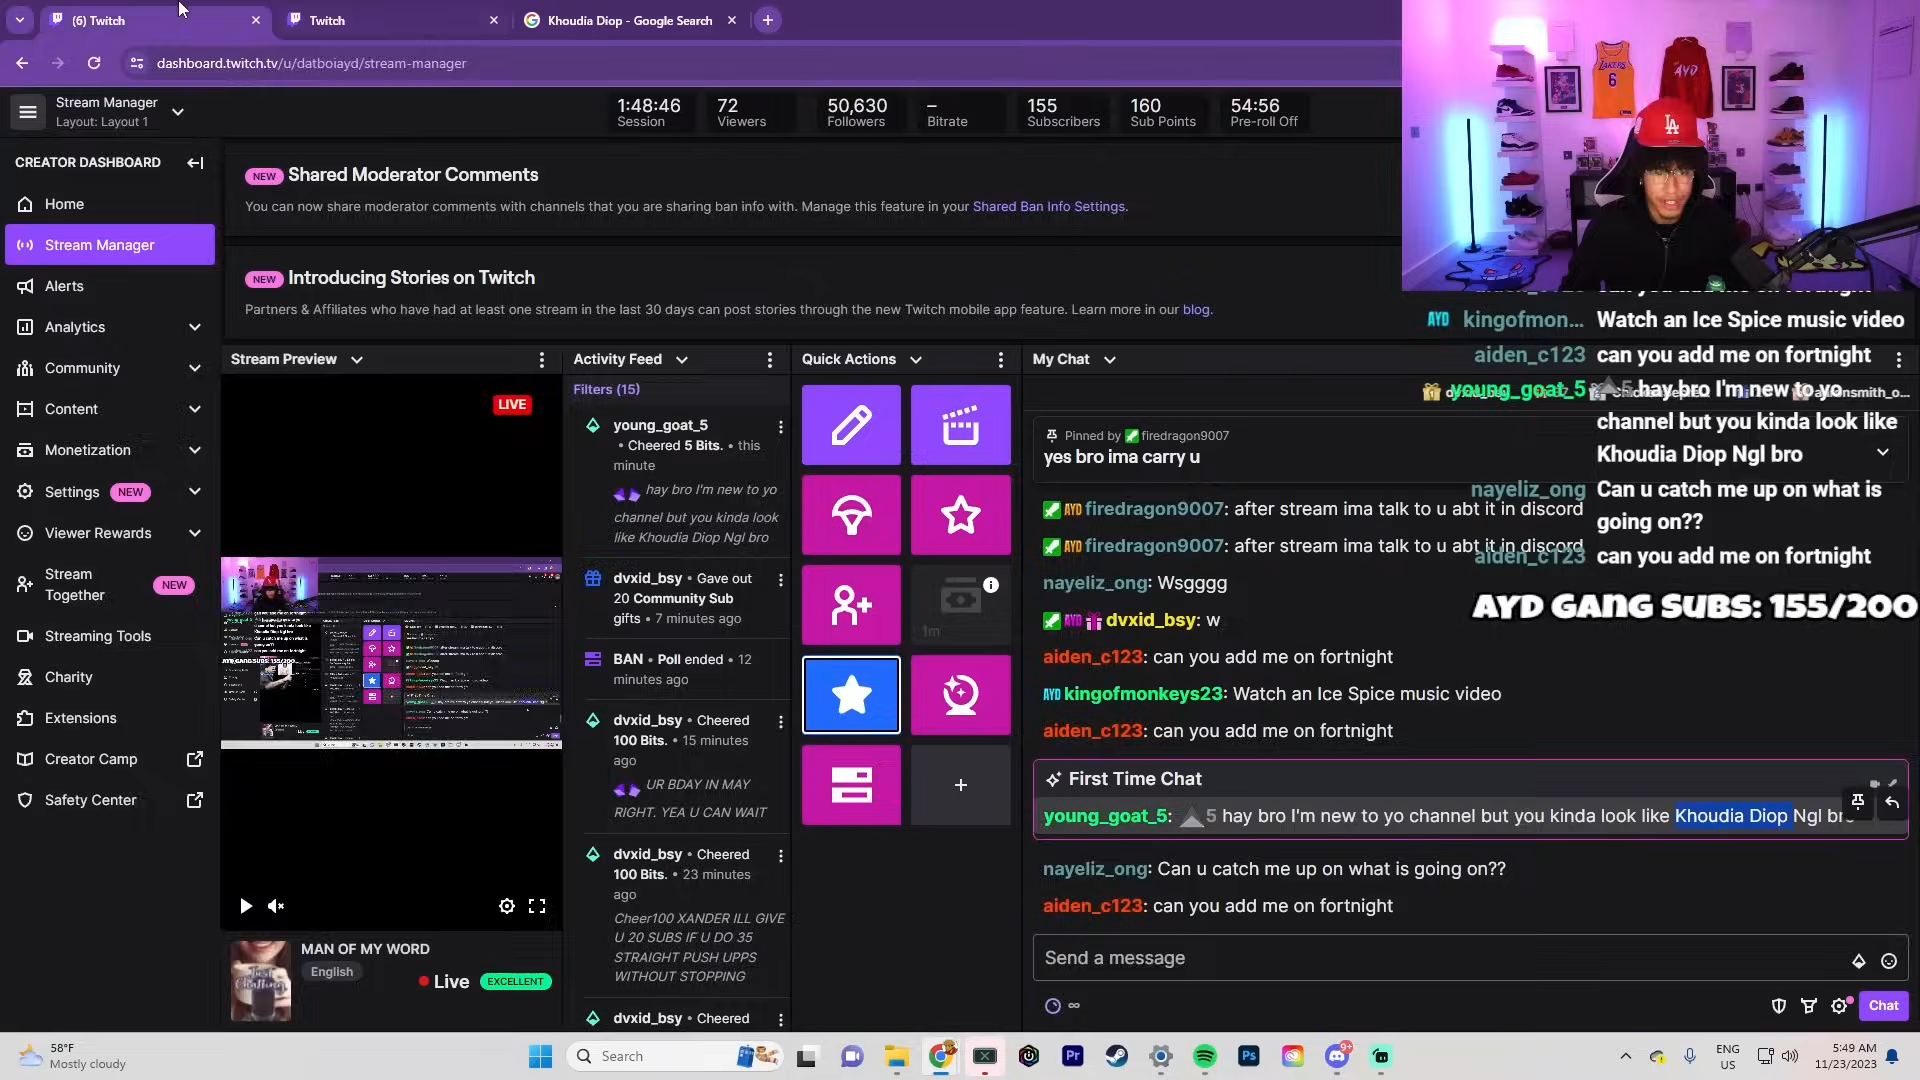 (6) Twitch
Twitch
Khoudia Diop - Google Search
dashboard.twitch.tv/u/datboiayd/stream-manager
Stream Manager
Layout: Layout 1
1:48:46
Session
72
Viewers
50,630
Followers
–
Bitrate
155
Subscribers
160
Sub Points
54:56
Pre-roll Off
CREATOR DASHBOARD
Home
Stream Manager
Alerts
Analytics
Community
Content
Monetization
Settings NEW
Viewer Rewards
Stream
Together NEW
Streaming Tools
Charity
Extensions
Creator Camp
Safety Center
NEW Shared Moderator Comments
You can now share moderator comments with channels that you are sharing ban info with. Manage this feature in your Shared Ban Info Settings.
NEW Introducing Stories on Twitch
Partners & Affiliates who have had at least one stream in the last 30 days can post stories through the new Twitch mobile app feature. Learn more in our blog.
Stream Preview
LIVE
MAN OF MY WORD
English
Live EXCELLENT
Activity Feed
Filters (15)
young_goat_5
• Cheered 5 Bits. • this
minute
hay bro I'm new to yo
channel but you kinda look
like Khoudia Diop Ngl bro
dvxid_bsy • Gave out
20 Community Sub
gifts • 7 minutes ago
BAN • Poll ended • 12
minutes ago
dvxid_bsy • Cheered
100 Bits. • 15 minutes
ago
UR BDAY IN MAY
RIGHT. YEA U CAN WAIT
dvxid_bsy • Cheered
100 Bits. • 23 minutes
ago
Cheer100 XANDER ILL GIVE
U 20 SUBS IF U DO 35
STRAIGHT PUSH UPPS
WITHOUT STOPPING
dvxid_bsy • Cheered
Quick Actions
1m
My Chat
Pinned by firedragon9007
yes bro ima carry u
AYD firedragon9007: after stream ima talk to u abt it in discord
AYD firedragon9007: after stream ima talk to u abt it in discord
nayeliz_ong: Wsgggg
AYD dvxid_bsy: w
aiden_c123: can you add me on fortnight
AYD kingofmonkeys23: Watch an Ice Spice music video
aiden_c123: can you add me on fortnight
First Time Chat
young_goat_5: 5 hay bro I'm new to yo channel but you kinda look like Khoudia Diop Ngl bro
nayeliz_ong: Can u catch me up on what is going on??
aiden_c123: can you add me on fortnight
Send a message
Chat
LAKERS
6
AYD
LA
AYD kingofmon... Watch an Ice Spice music video
aiden_c123 can you add me on fortnight
young_goat_5 5 hay bro I'm new to yo
channel but you kinda look like
Khoudia Diop Ngl bro
nayeliz_ong Can u catch me up on what is
going on??
aiden_c123 can you add me on fortnight
AYD GANG SUBS: 155/200
58°F
Mostly cloudy
Search
Pr
Ps
9+
ENG
US
5:49 AM
11/23/2023